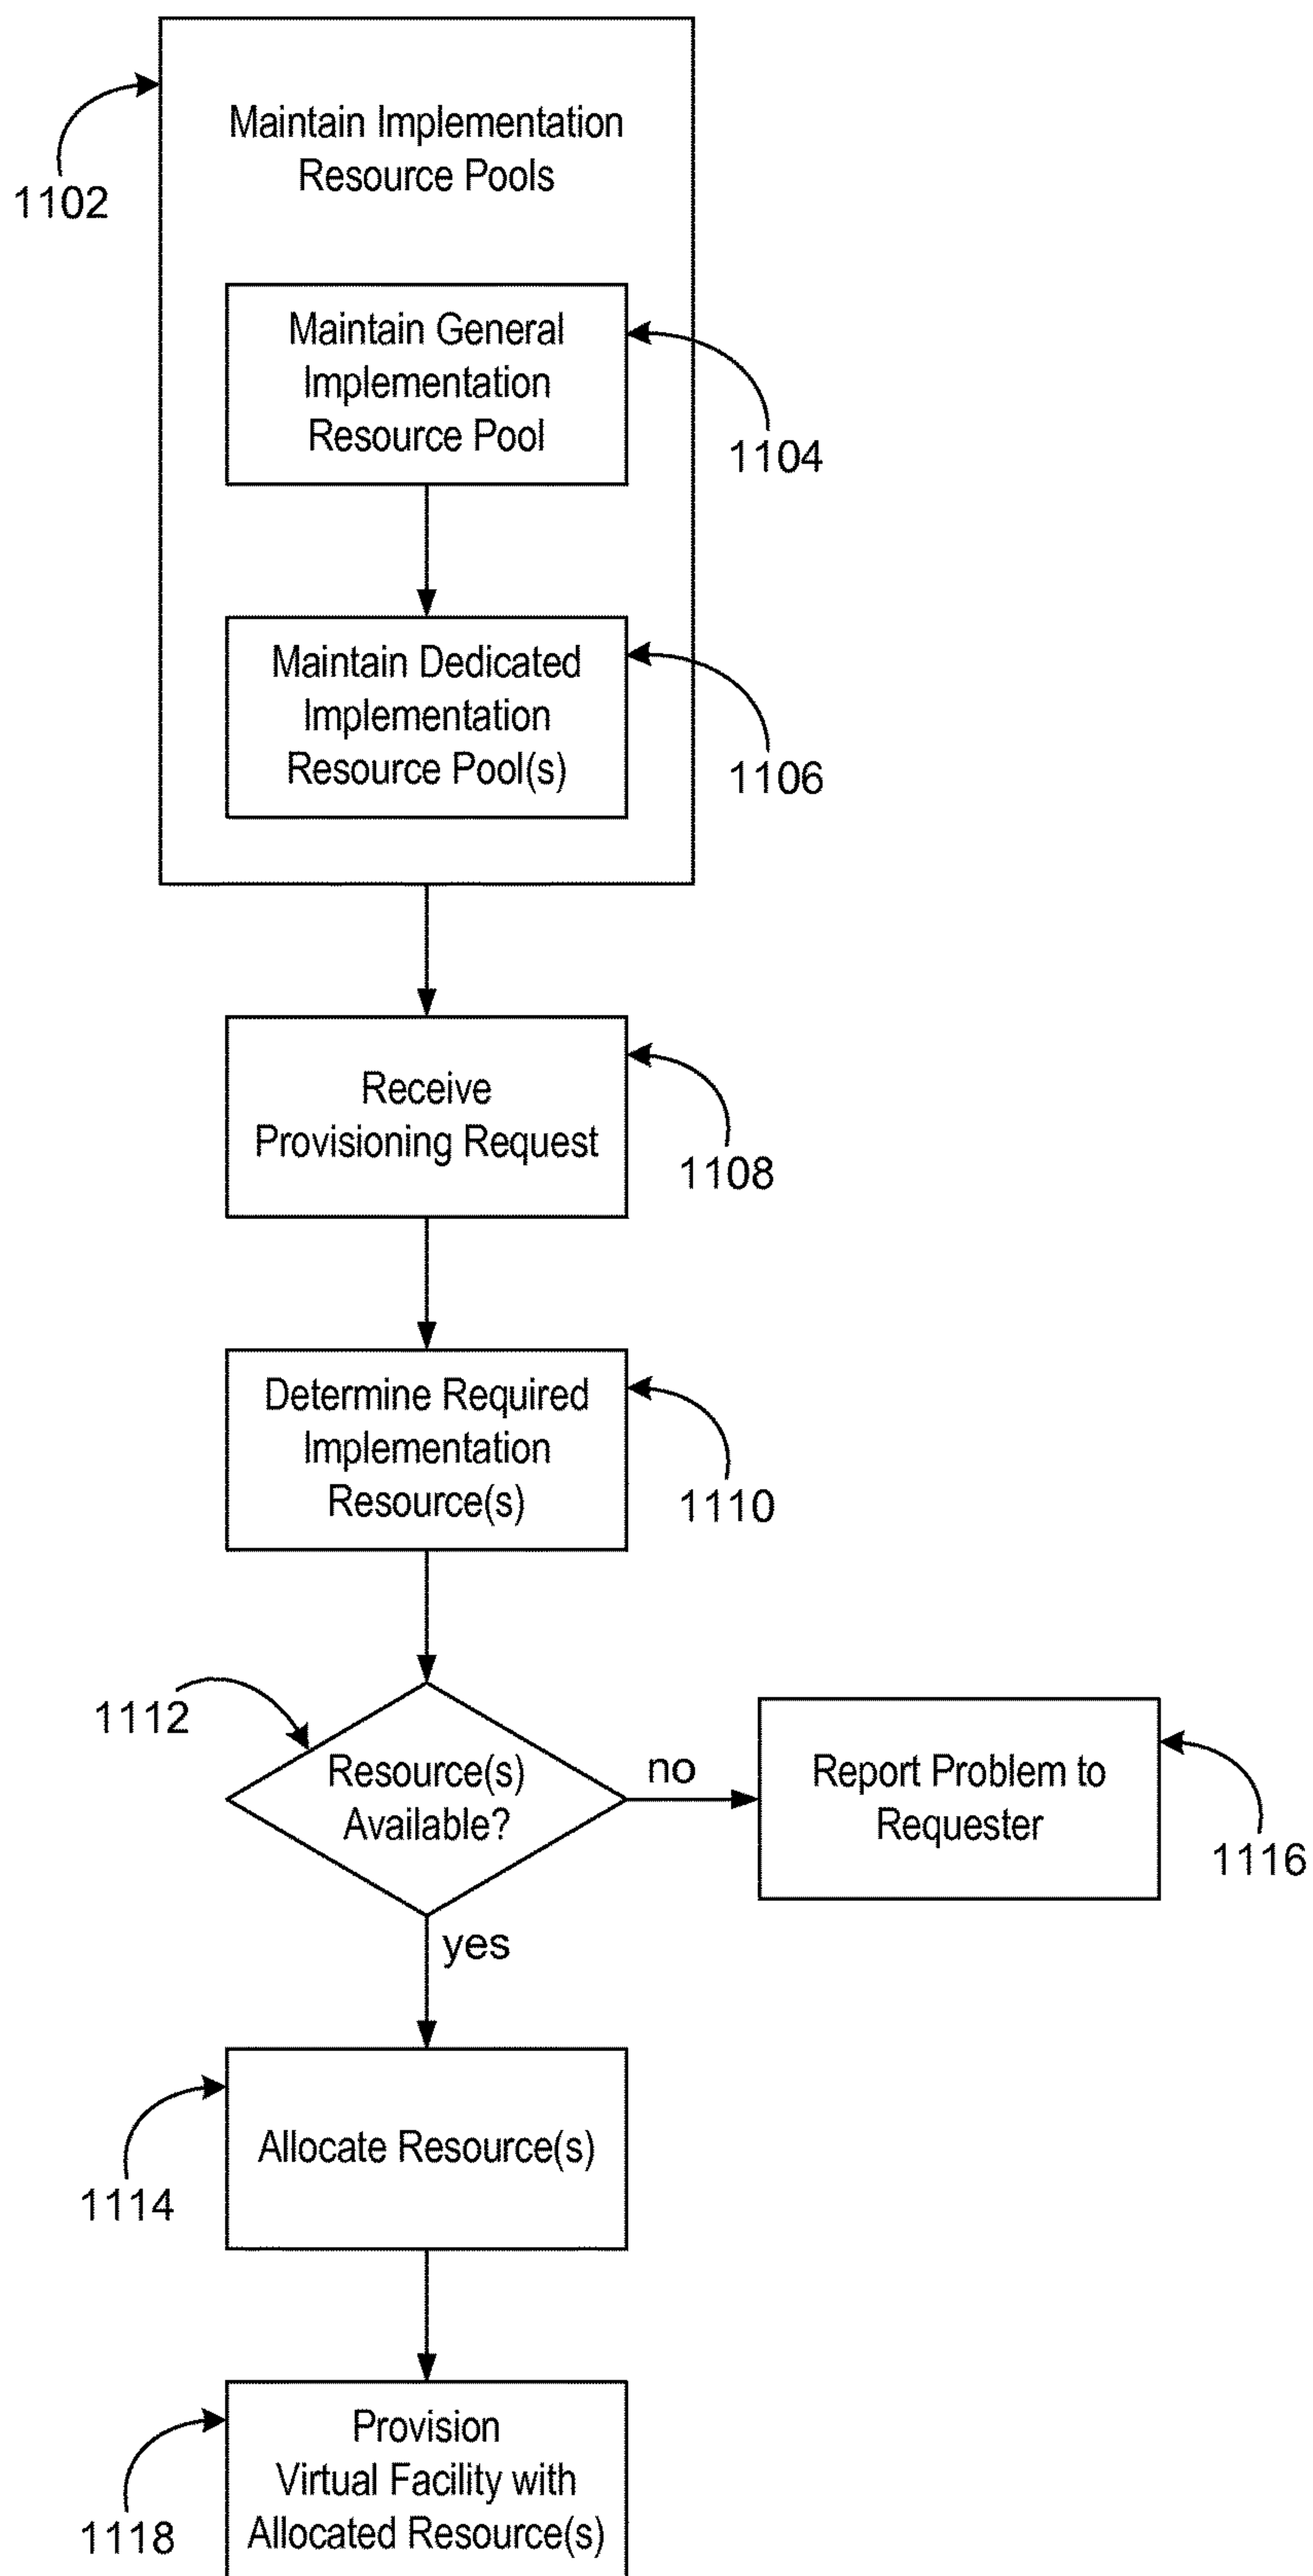 Maintain Implementation
Resource Pools
1102
Maintain General
Implementation
Resource Pool
1104
Maintain Dedicated
Implementation
Resource Pool(s)
1106
Receive
Provisioning Request
1108
Determine Required
Implementation
Resource(s)
1110
1112
Resource(s)
Available?
no
Report Problem to
Requester
1116
yes
Allocate Resource(s)
1114
Provision
Virtual Facility with
Allocated Resource(s)
1118